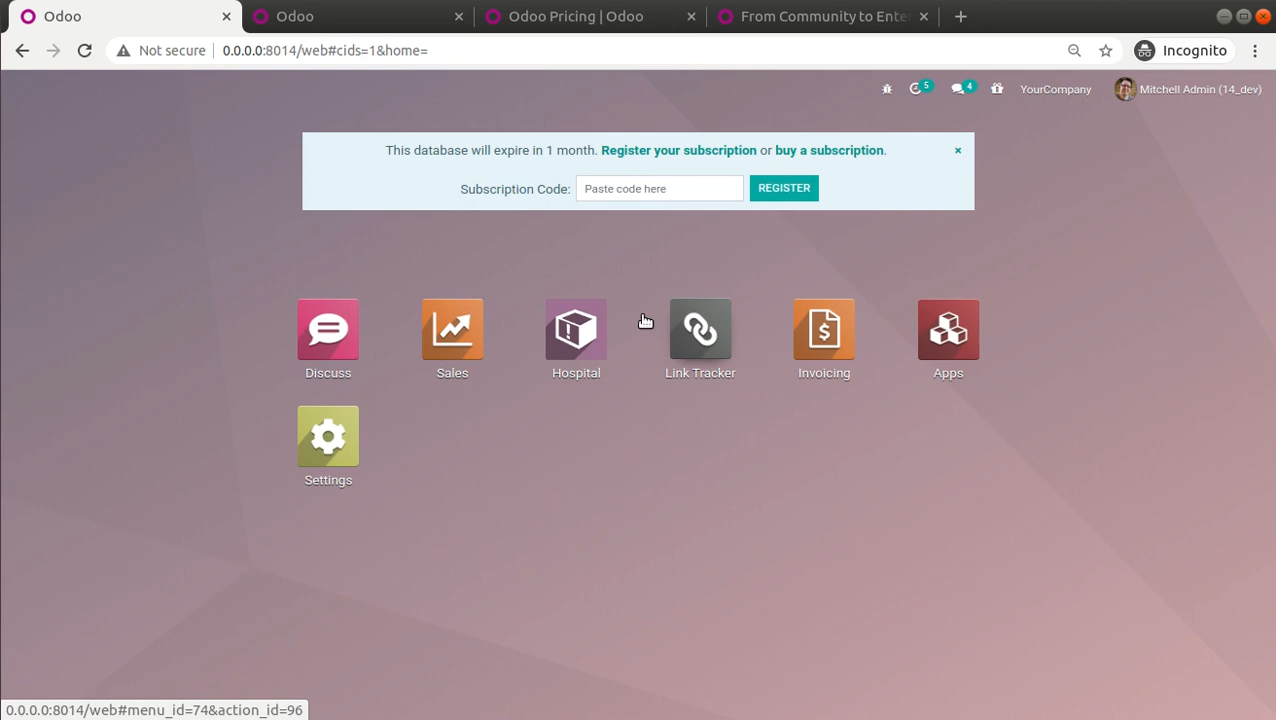 Odoo
Odoo
Odoo Pricing | Odoo
From Community to Ente
Not secure
0.0.0.0:8014/web#cids=1&home=
Incognito
5
4
YourCompany
Mitchell Admin (14_dev)
This database will expire in 1 month. Register your subscription or buy a subscription.
×
Subscription Code:
Paste code here
REGISTER
Discuss
Sales
Hospital
Link Tracker
Invoicing
Apps
Settings
0.0.0.0:8014/web#menu_id=74&action_id=96